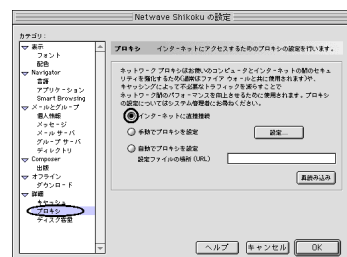 Netwave Shikoku の設定
カテゴリ:
表示
フォント
配色
Navigator
言語
アプリケーション
Smart Browsing
メールとグループ
個人情報
メッセージ
メール サーバ
グループ サーバ
ディレクトリ
Composer
出版
オフライン
ダウンロード
詳細
キャッシュ
プロキシ
ディスク容量
プロキシ インターネットにアクセスするためのプロキシの設定を行います。
ネットワーク プロキシはお使いのコンピュータとインターネットの間のセキュ
リティを強化するため(通常はファイア ウォールと共に使用されます)や、
キャッシングによって不必要なトラフィックを減らすことで
ネットワーク間のパフォーマンスを向上させるために使用されます。プロキシ
の設定についてはシステム管理者にお尋ねください。
インターネットに直接接続
手動でプロキシを設定
設定...
自動でプロキシを設定
設定ファイルの場所 (URL)
再読み込み
ヘルプ
キャンセル
OK